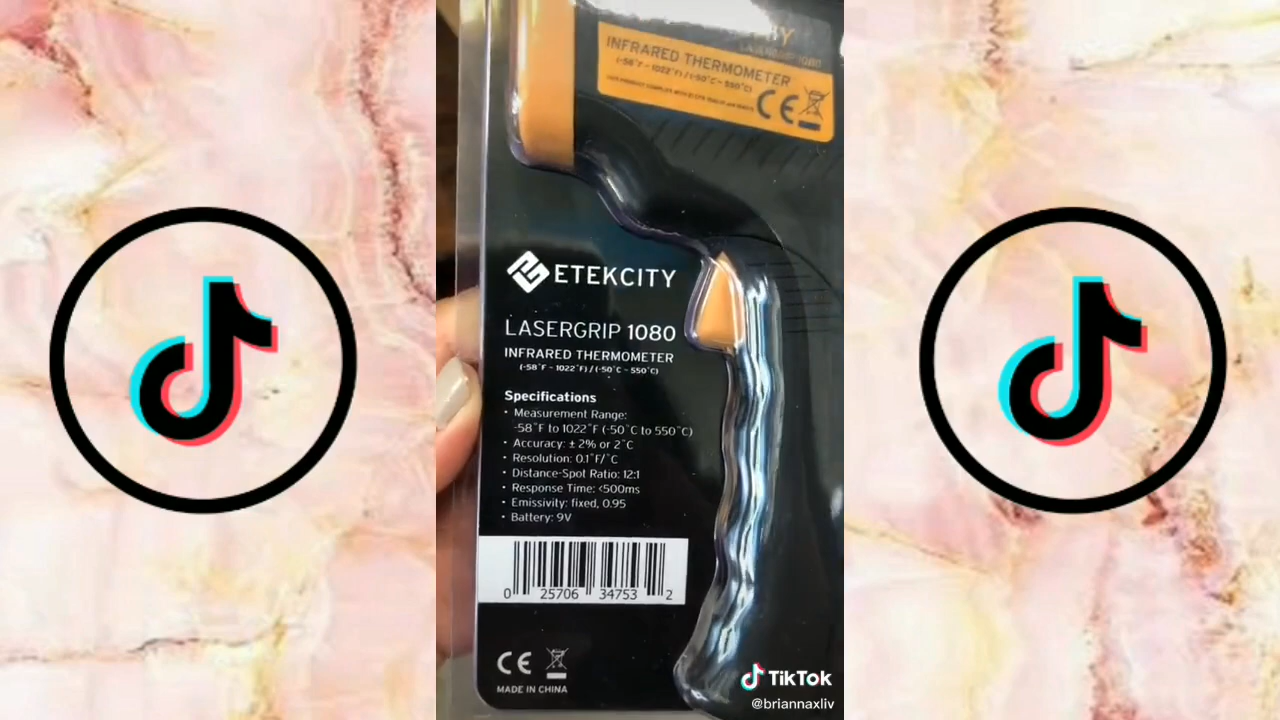 INFRARED THERMOMETER
(-58°F - 1022°F) / (-50°C - 550°C)
CE
ETEKCITY
LASERGRIP 1080
INFRARED THERMOMETER
(-58°F - 1022°F) / (-50°C - 550°C)
Specifications
• Measurement Range:
-58°F to 1022°F (-50°C to 550°C)
• Accuracy: ± 2% or 2°C
• Resolution: 0.1°F/°C
• Distance-Spot Ratio: 12:1
• Response Time: <500ms
• Emissivity: fixed, 0.95
• Battery: 9V
0 25706 34753 2
CE
MADE IN CHINA
TikTok
@briannaxliv